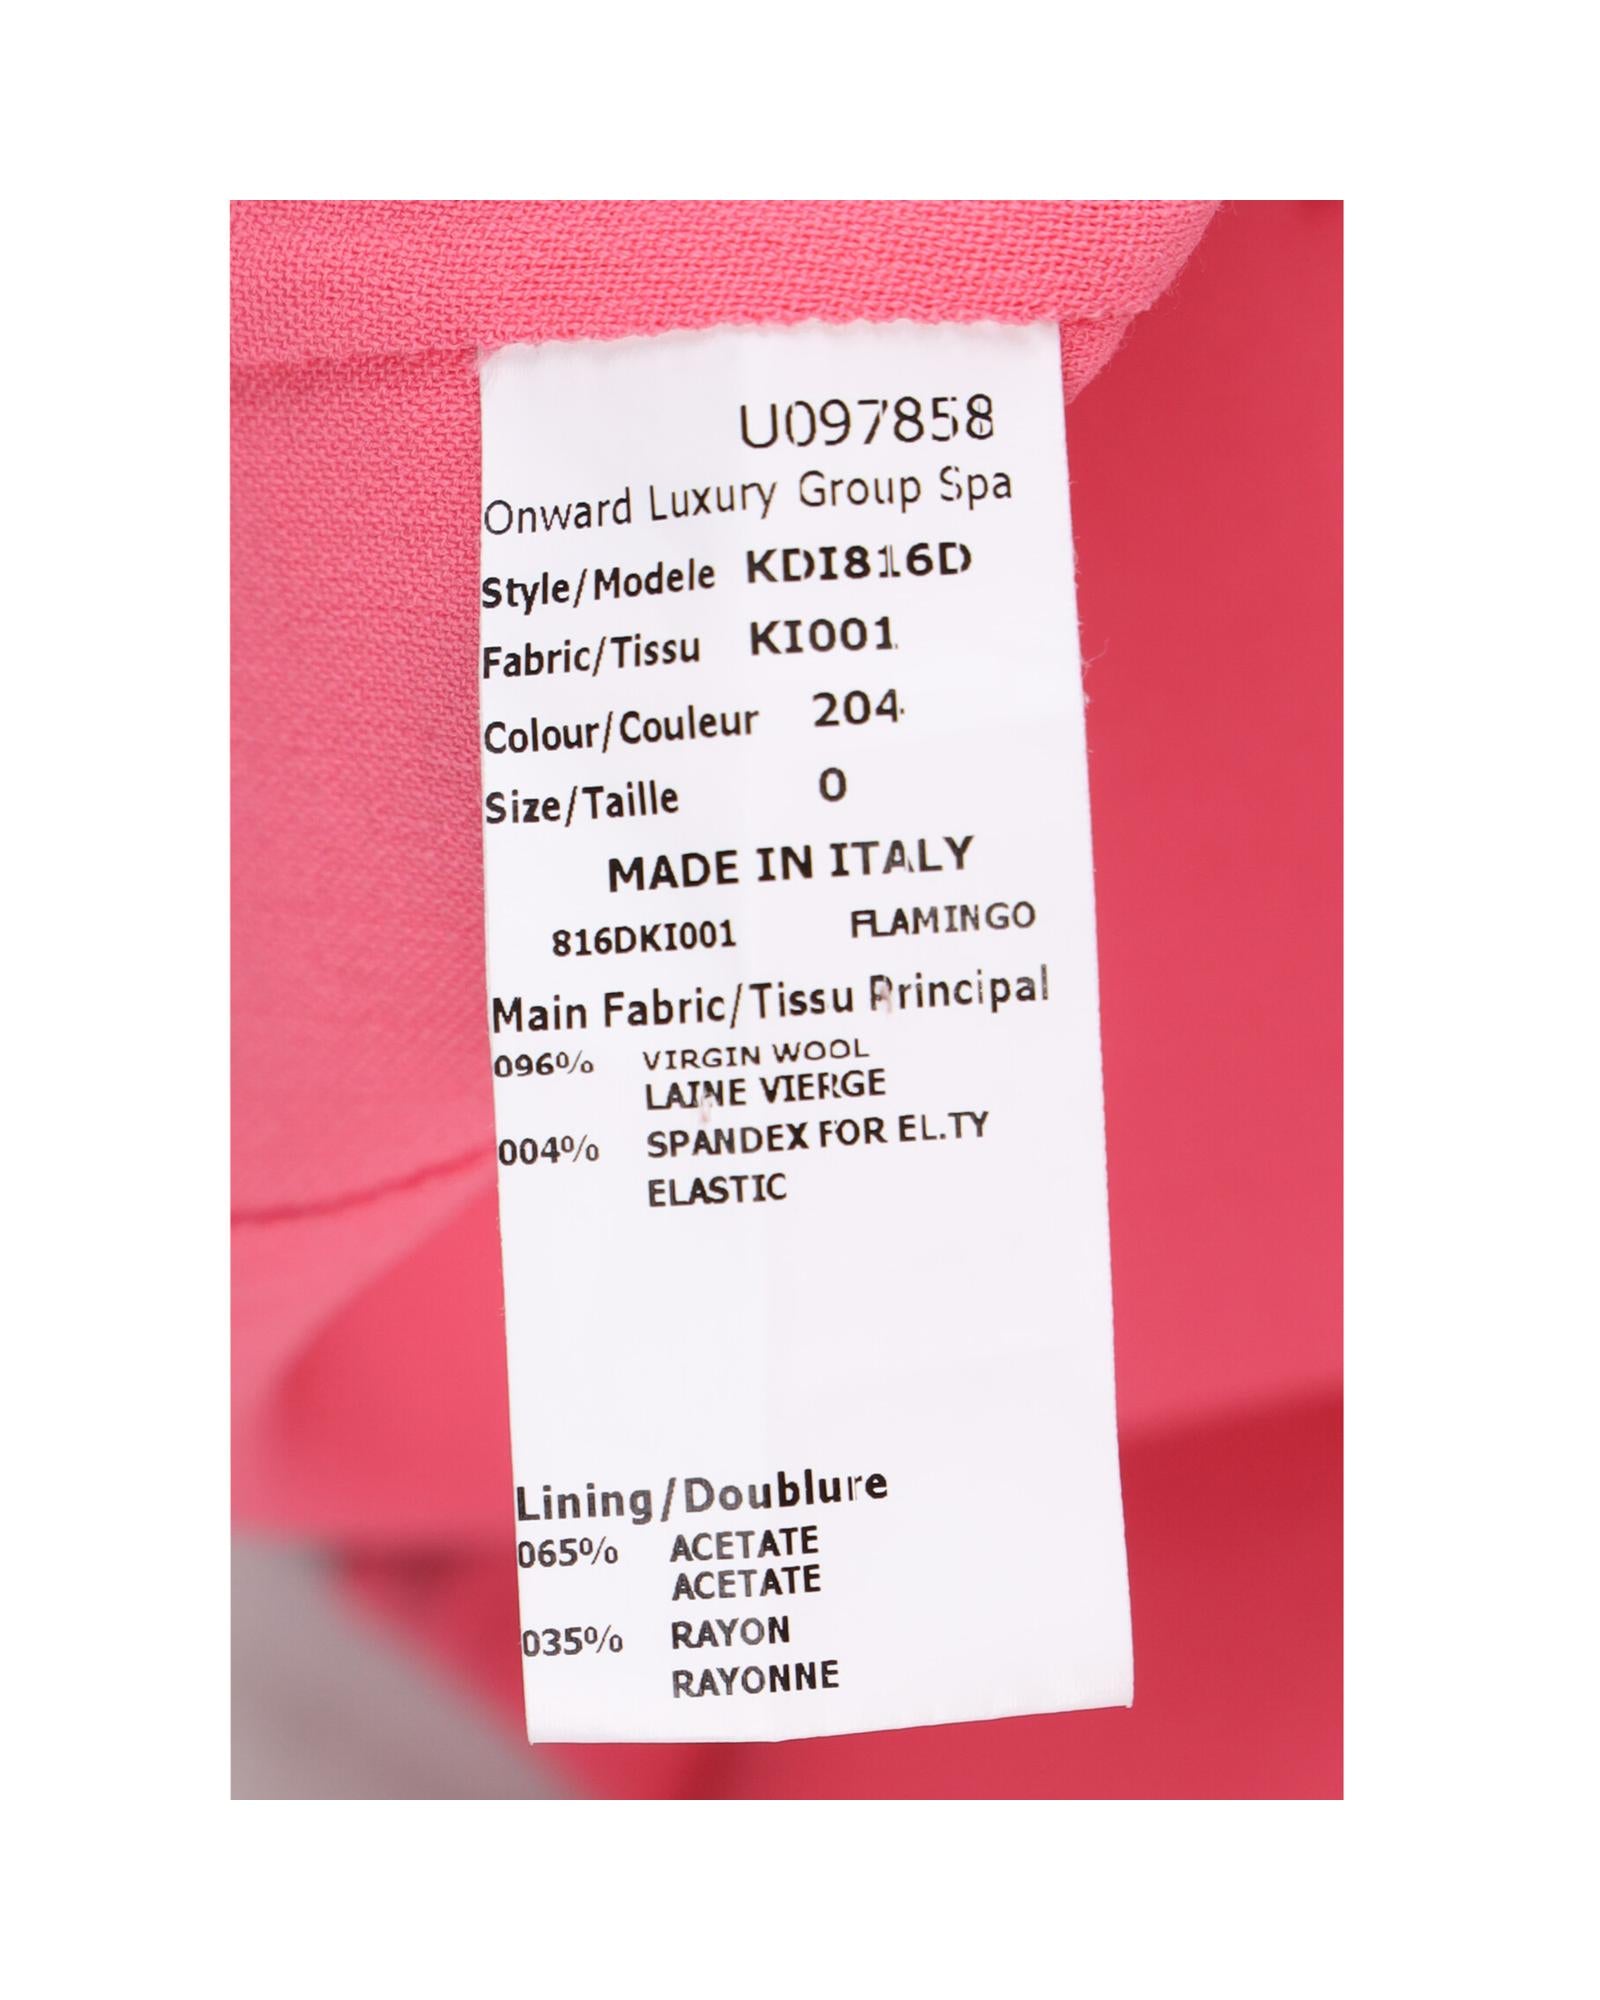 U097858
Onward Luxury Group Spa
Style/Modele KDI816D
Fabric/Tissu KI001
Colour/Couleur 204
Size/Taille 0
MADE IN ITALY
816DKI001 FLAMINGO
Main Fabric/Tissu Principal
096% VIRGIN WOOL
LAINE VIERGE
004% SPANDEX FOR EL.TY
ELASTIC
Lining/Doublure
065% ACETATE
ACETATE
035% RAYON
RAYONNE